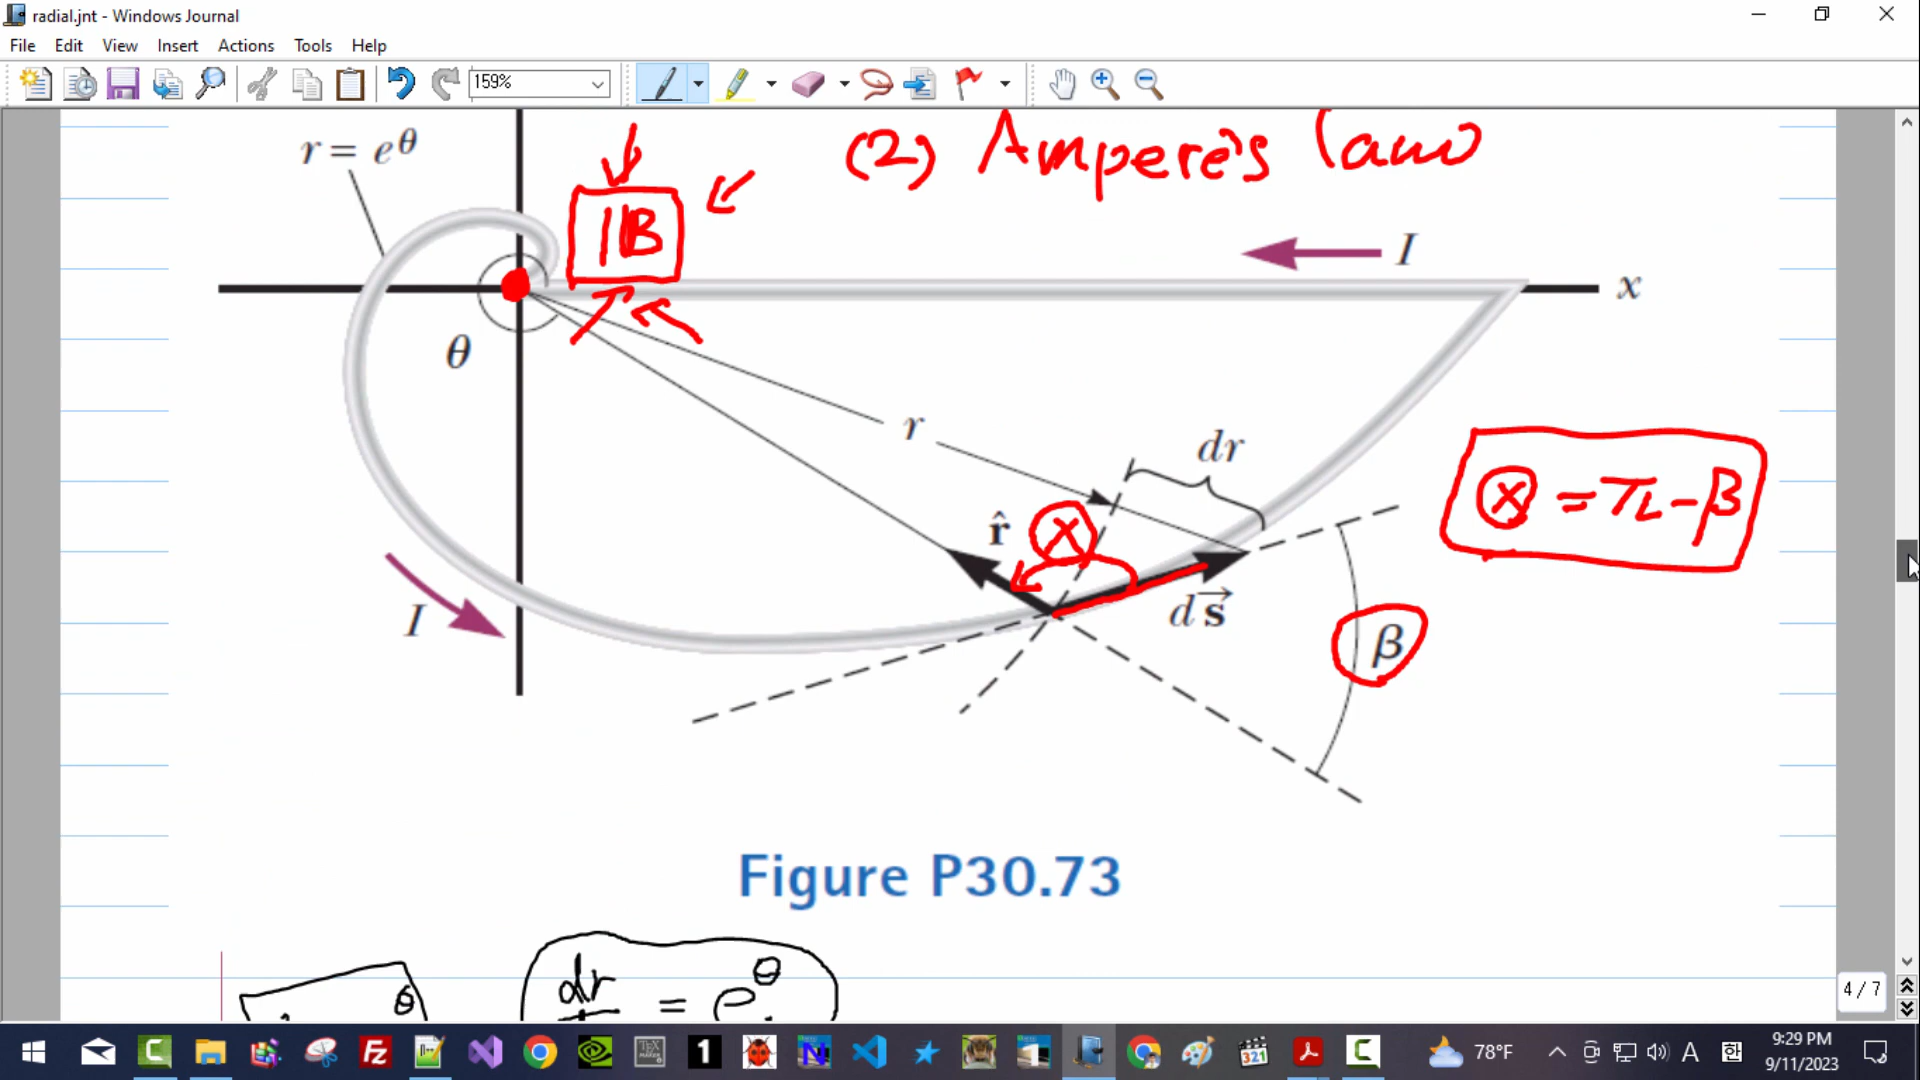 radial.jnt - Windows Journal
File Edit View Insert Actions Tools Help
159%
r = e^θ
(2) Ampere's law
B
I
x
θ
r
dr
r̂
x
ⓧ = π - β
I
d s⃗
β
Figure P30.73
θ
dr = e^θ
4 / 7
78°F
A
한
9:29 PM
9/11/2023